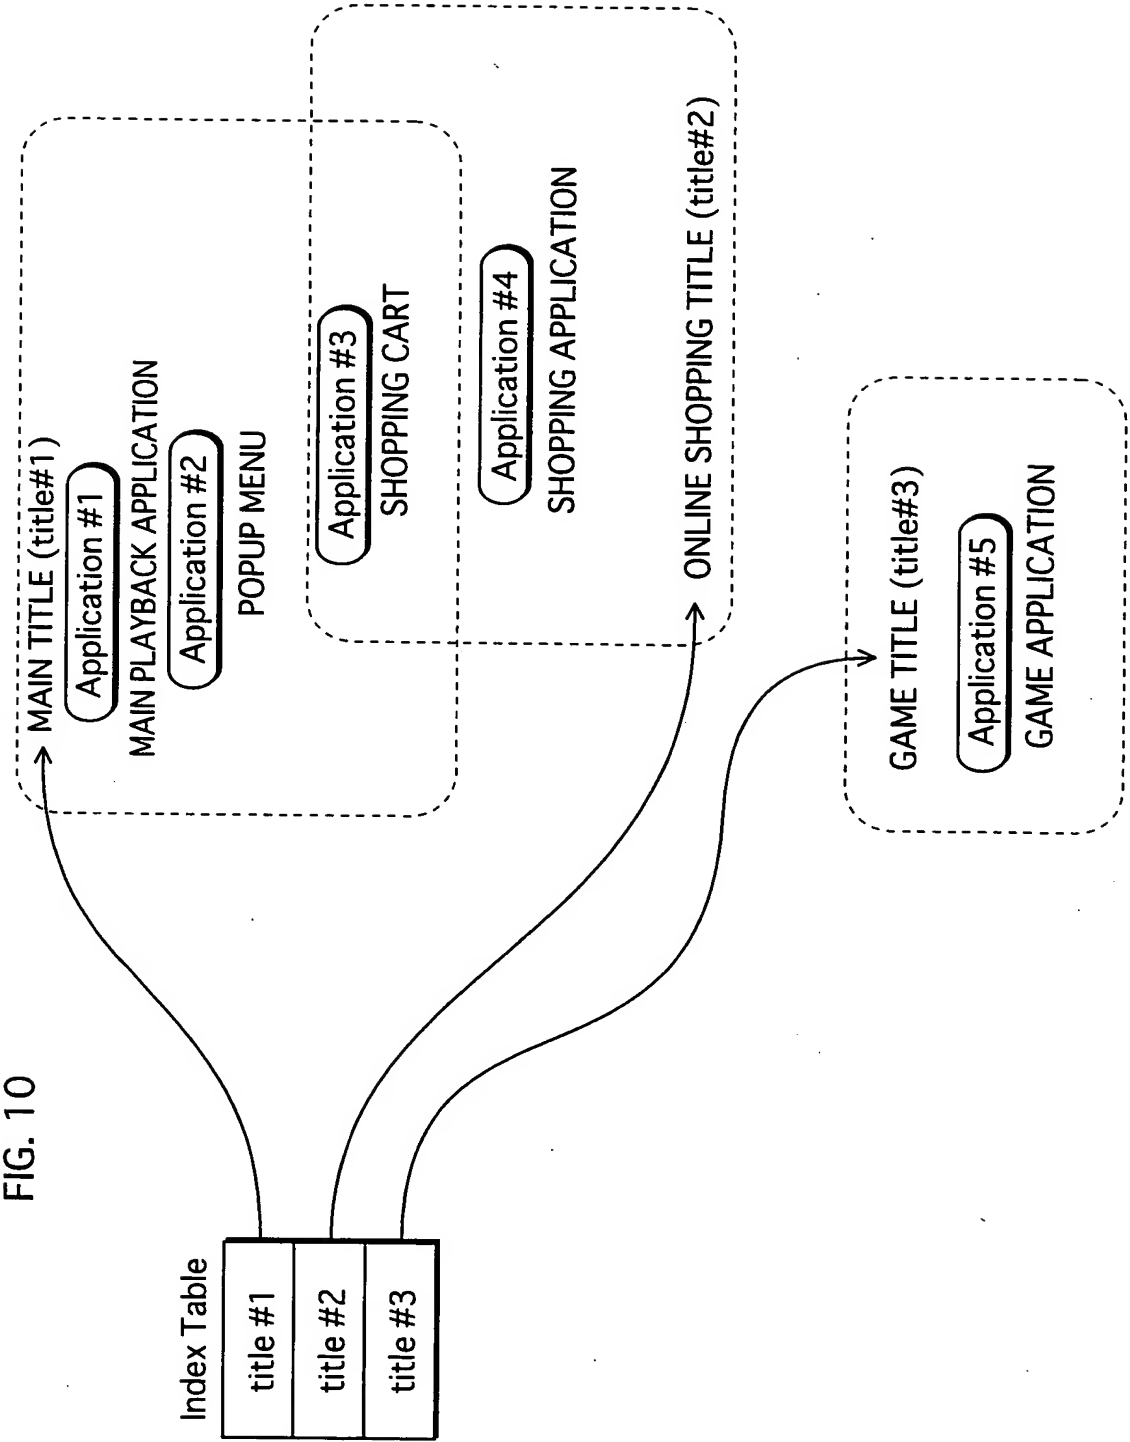 FIG. 10
Index Table
title #1
title #2
title #3
MAIN TITLE (title#1)
Application #1
MAIN PLAYBACK APPLICATION
Application #2
POPUP MENU
Application #3
SHOPPING CART
Application #4
SHOPPING APPLICATION
ONLINE SHOPPING TITLE (title#2)
GAME TITLE (title#3)
Application #5
GAME APPLICATION